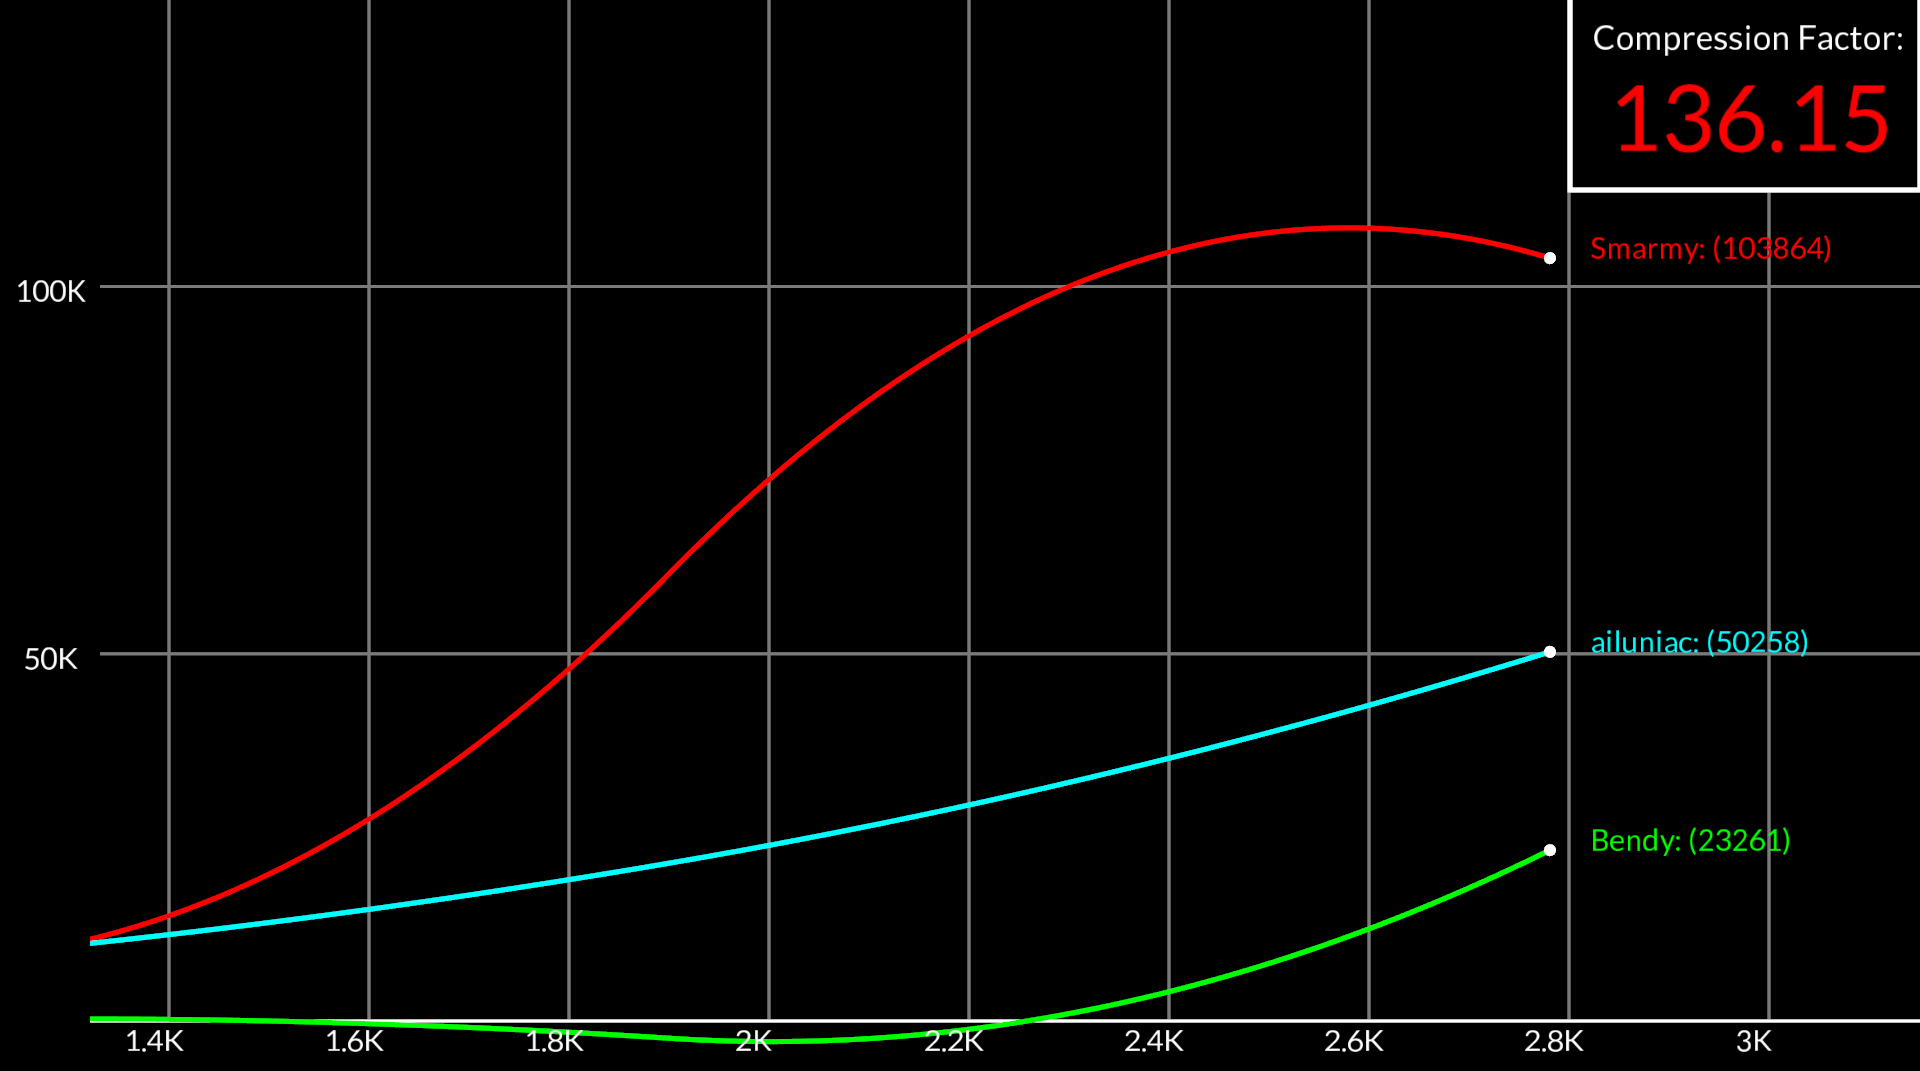 Compression Factor:
136.15
Smarmy: (103864)
100K
ailuniac: (50258)
50K
Bendy: (23261)
1.4K 1.6K 1.8K 2K 2.2K 2.4K 2.6K 2.8K 3K